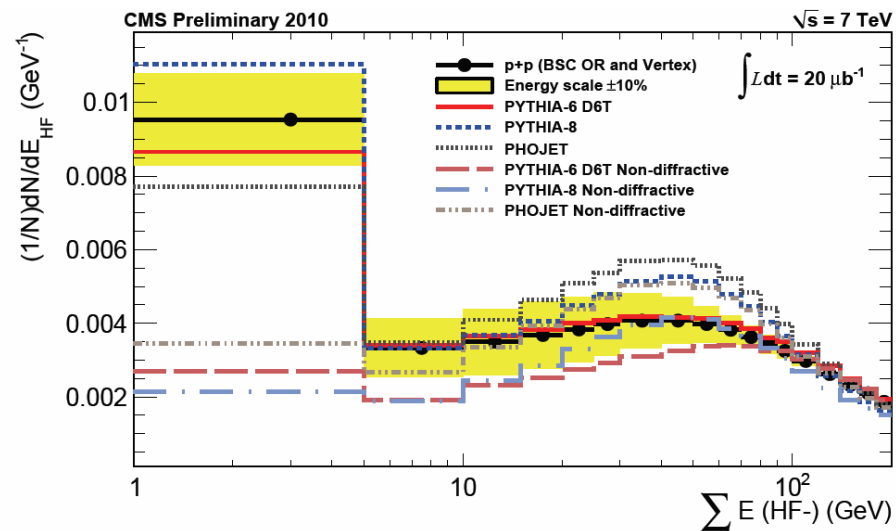 CMS Preliminary 2010
√s = 7 TeV
p+p (BSC OR and Vertex)
Energy scale ±10%
PYTHIA-6 D6T
PYTHIA-8
PHOJET
PYTHIA-6 D6T Non-diffractive
PYTHIA-8 Non-diffractive
PHOJET Non-diffractive
∫ L dt = 20 μb⁻¹
(1/N)dN/dE_HF (GeV⁻¹)
0.01
0.008
0.006
0.004
0.002
1
10
10²
∑ E (HF-) (GeV)